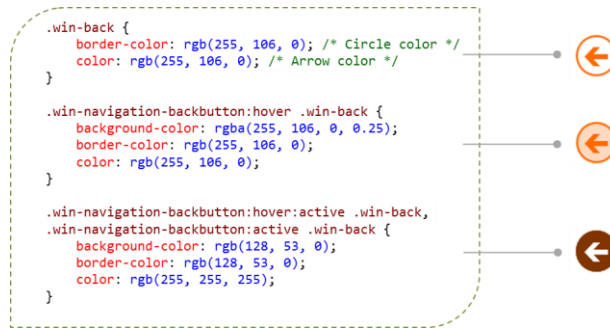 .win-back {
    border-color: rgb(255, 106, 0); /* Circle color */
    color: rgb(255, 106, 0); /* Arrow color */
}
.win-navigation-backbutton:hover .win-back {
    background-color: rgba(255, 106, 0, 0.25);
    border-color: rgb(255, 106, 0);
    color: rgb(255, 106, 0);
}
.win-navigation-backbutton:hover:active .win-back,
.win-navigation-backbutton:active .win-back {
    background-color: rgb(128, 53, 0);
    border-color: rgb(128, 53, 0);
    color: rgb(255, 255, 255);
}